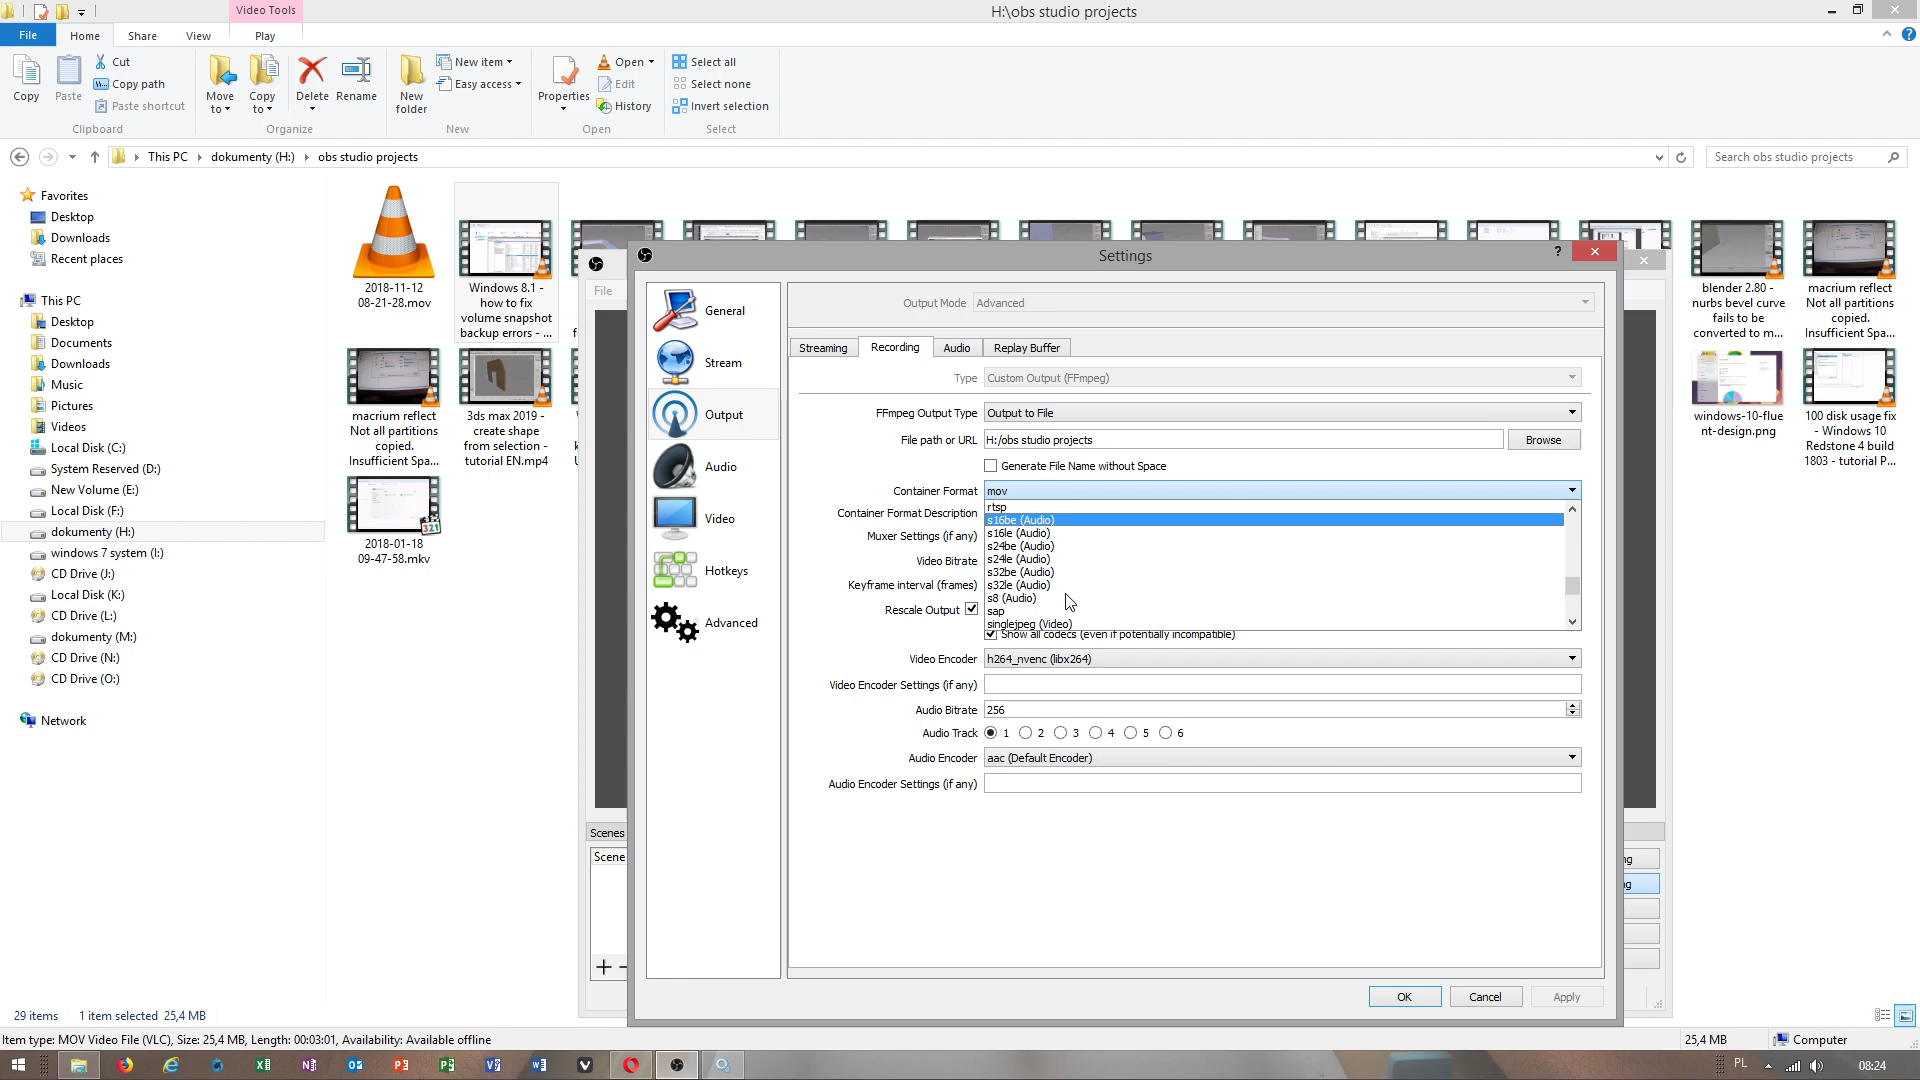 Video Tools
H:\obs studio projects
File
Home
Share
View
Play
Copy
Paste
Cut
Copy path
Paste shortcut
Clipboard
Move to
Copy to
Delete
Rename
Organize
New folder
New item
Easy access
New
Properties
Open
Edit
History
Open
Select all
Select none
Invert selection
Select
This PC
dokumenty (H:)
obs studio projects
Search obs studio projects
Favorites
Desktop
Downloads
Recent places
This PC
Desktop
Documents
Downloads
Music
Pictures
Videos
Local Disk (C:)
System Reserved (D:)
New Volume (E:)
Local Disk (F:)
dokumenty (H:)
windows 7 system (I:)
CD Drive (J:)
Local Disk (K:)
CD Drive (L:)
dokumenty (M:)
CD Drive (N:)
CD Drive (O:)
Network
2018-11-12
08-21-28.mov
Windows 8.1 -
how to fix
volume snapshot
backup errors - ...
blender 2.80 -
nurbs bevel curve
fails to be
converted to m...
macrium reflect
Not all partitions
copied.
Insufficient Spa...
macrium reflect
Not all partitions
copied.
Insufficient Spa...
3ds max 2019 -
create shape
from selection -
tutorial EN.mp4
windows-10-flue
nt-design.png
100 disk usage fix
- Windows 10
Redstone 4 build
1803 - tutorial P...
2018-01-18
09-47-58.mkv
File
Scenes
Scene
Settings
?
General
Stream
Output
Audio
Video
Hotkeys
Advanced
Output Mode
Advanced
Streaming
Recording
Audio
Replay Buffer
Type
Custom Output (FFmpeg)
FFmpeg Output Type
Output to File
File path or URL
H:/obs studio projects
Browse
Generate File Name without Space
Container Format
mov
Container Format Description
Muxer Settings (if any)
Video Bitrate
Keyframe interval (frames)
Rescale Output
rtsp
s16be (Audio)
s16le (Audio)
s24be (Audio)
s24le (Audio)
s32be (Audio)
s32le (Audio)
s8 (Audio)
sap
singlejpeg (Video)
Show all codecs (even if potentially incompatible)
Video Encoder
h264_nvenc (libx264)
Video Encoder Settings (if any)
Audio Bitrate
256
Audio Track
1 2 3 4 5 6
Audio Encoder
aac (Default Encoder)
Audio Encoder Settings (if any)
OK
Cancel
Apply
29 items
1 item selected 25,4 MB
Item type: MOV Video File (VLC), Size: 25,4 MB, Length: 00:03:01, Availability: Available offline
25,4 MB
Computer
PL
08:24